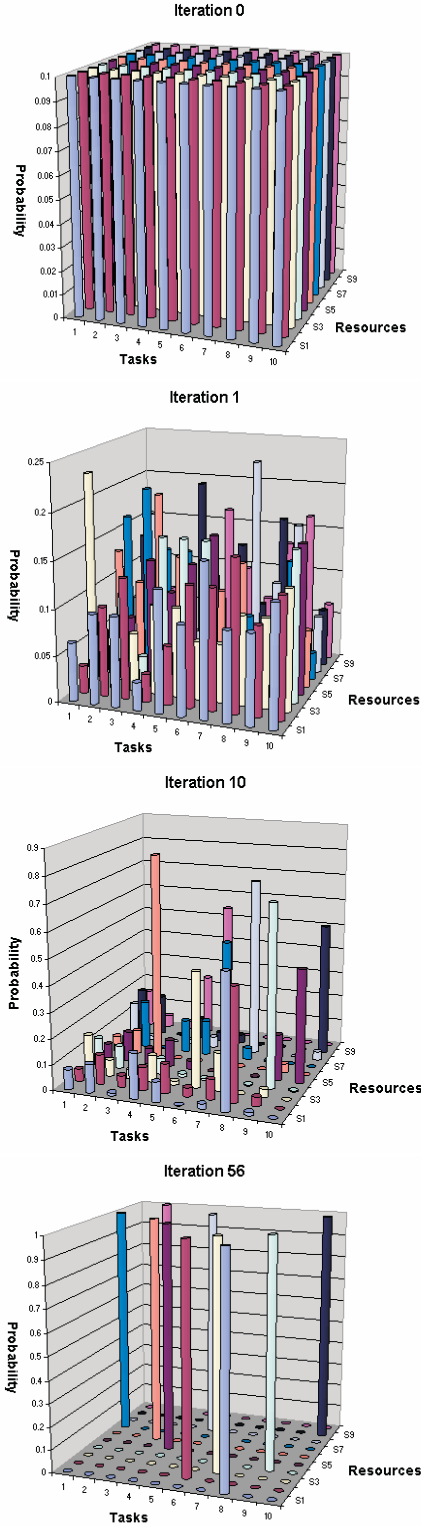 Iteration 0
0.1
0.09
0.08
0.07
0.06
0.05
0.04
0.03
0.02
0.01
0
Probability
1 2 3 4 5 6 7 8 9 10
Tasks
S1 S3 S5 S7 S9
Resources
Iteration 1
0.25
0.2
0.15
0.1
0.05
0
Probability
1 2 3 4 5 6 7 8 9 10
Tasks
S1 S3 S5 S7 S9
Resources
Iteration 10
0.9
0.8
0.7
0.6
0.5
0.4
0.3
0.2
0.1
0
Probability
1 2 3 4 5 6 7 8 9 10
Tasks
S1 S3 S5 S7 S9
Resources
Iteration 56
1
0.9
0.8
0.7
0.6
0.5
0.4
0.3
0.2
0.1
0
Probability
1 2 3 4 5 6 7 8 9 10
Tasks
S1 S3 S5 S7 S9
Resources